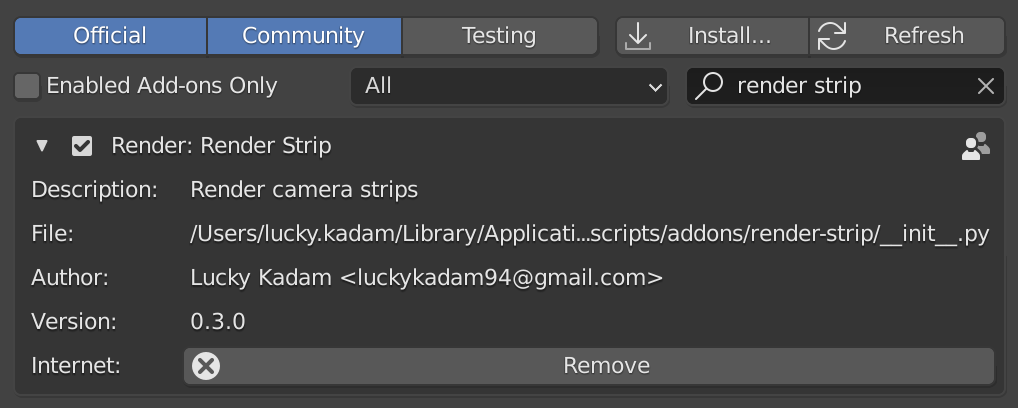 Official Community Testing Install... Refresh
Enabled Add-ons Only All render strip
Render: Render Strip
Description: Render camera strips
File: /Users/lucky.kadam/Library/Applicati...scripts/addons/render-strip/__init__.py
Author: Lucky Kadam <luckykadam94@gmail.com>
Version: 0.3.0
Internet: Remove